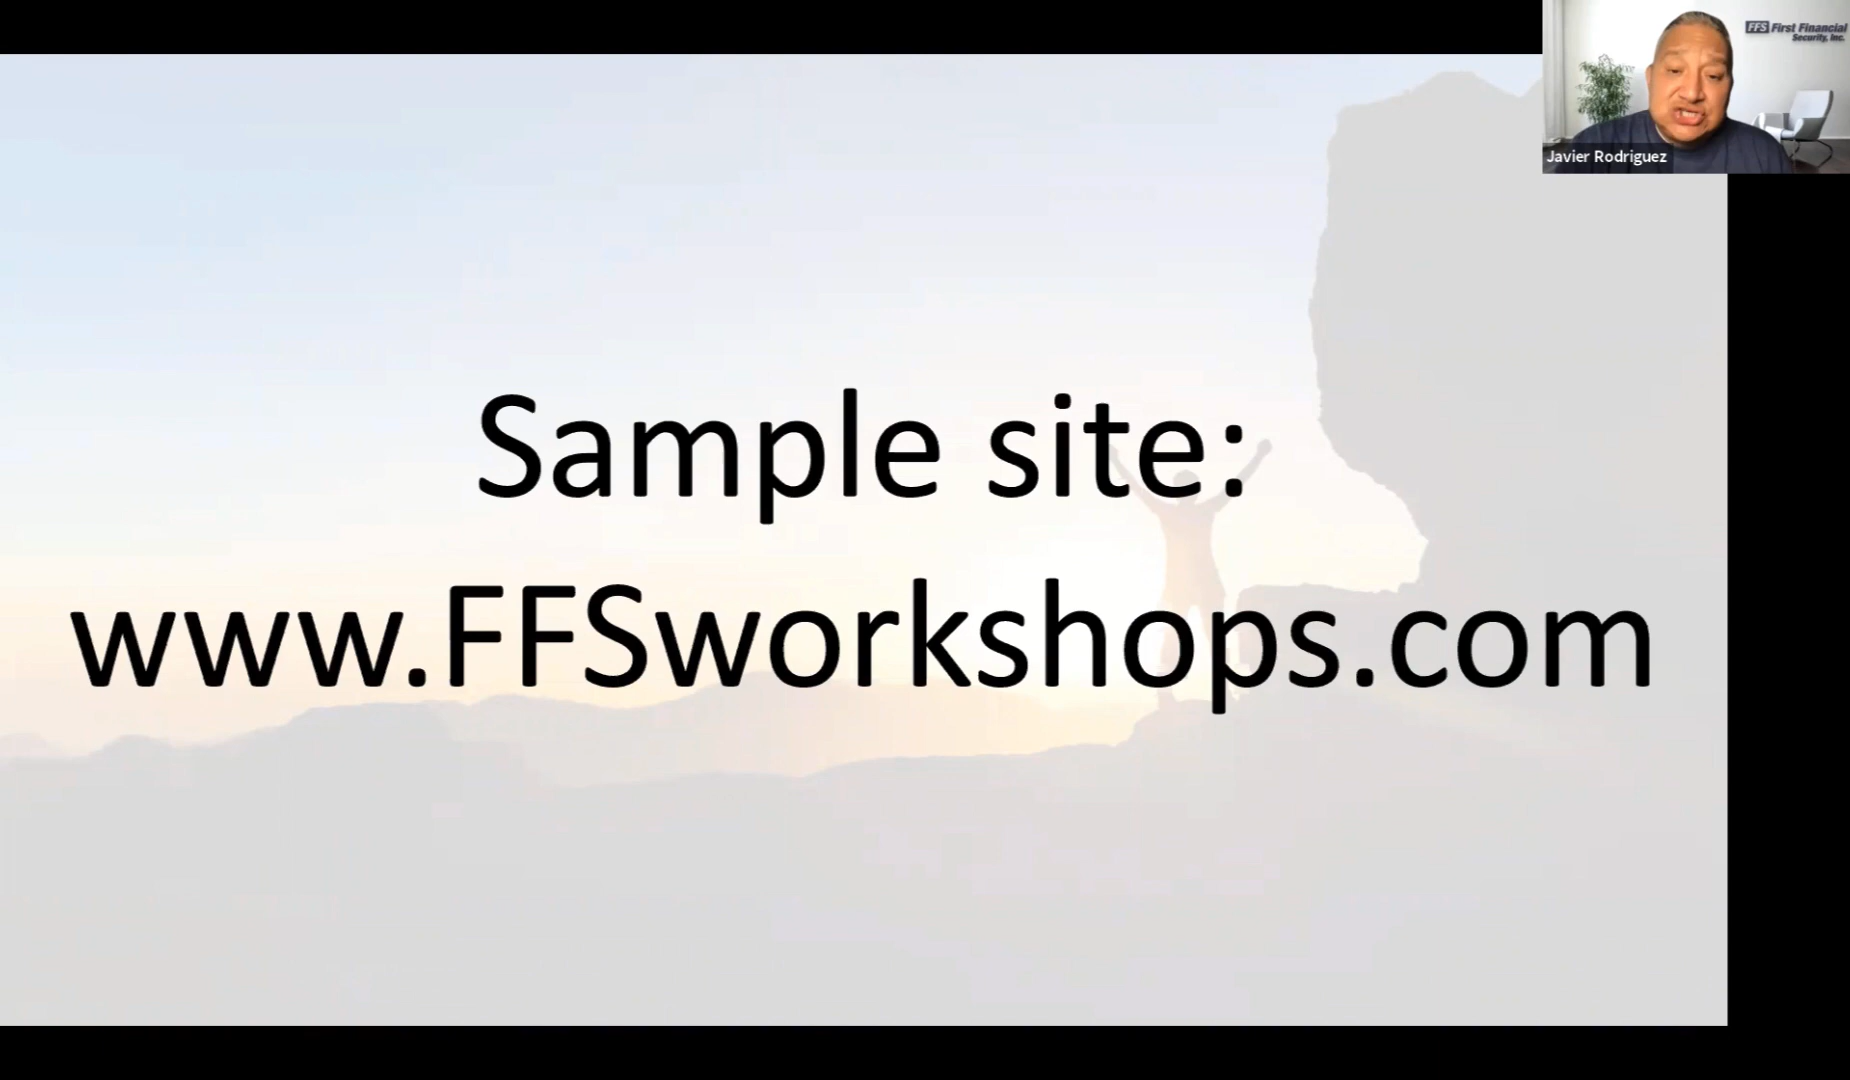 FFS First Financial
Security, Inc.
Javier Rodriguez
Sample site:
www.FFSworkshops.com